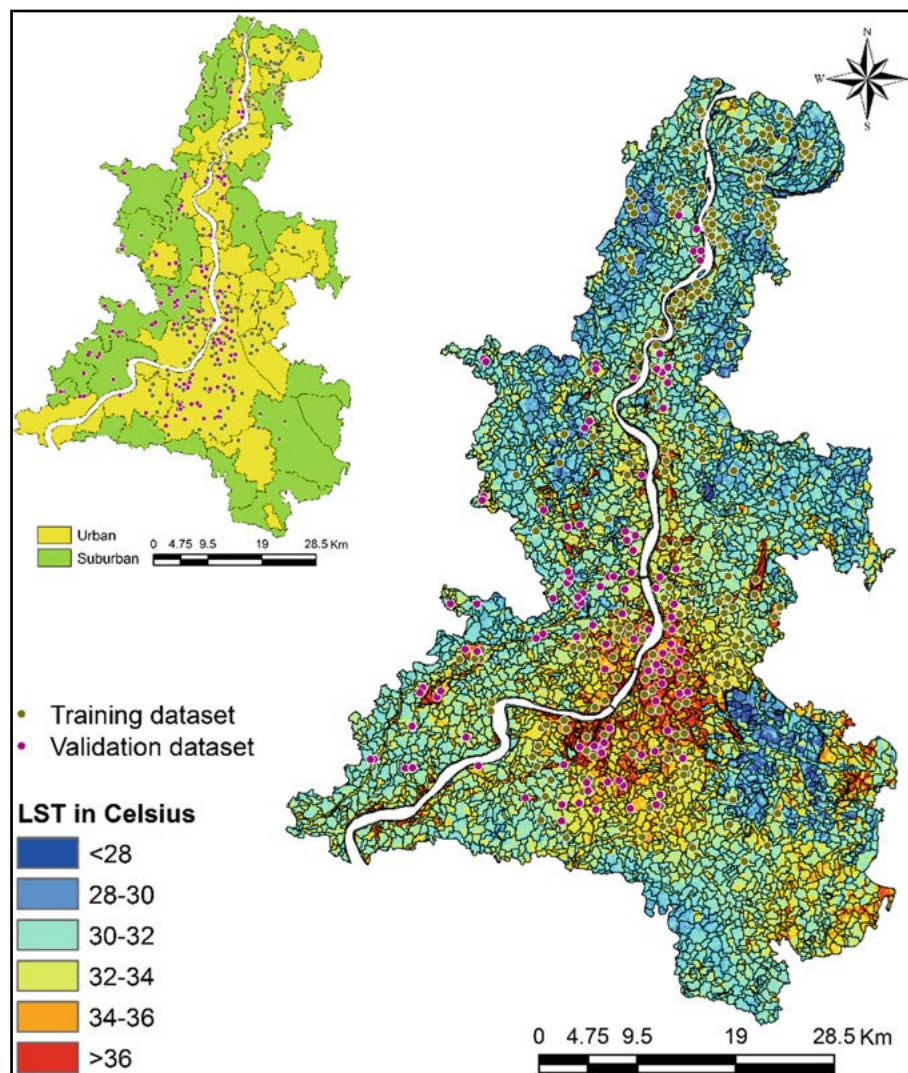 N
W
S
Urban
Suburban
0 4.75 9.5 19 28.5 Km
Training dataset
Validation dataset
LST in Celsius
<28
28-30
30-32
32-34
34-36
>36
0 4.75 9.5 19 28.5 Km